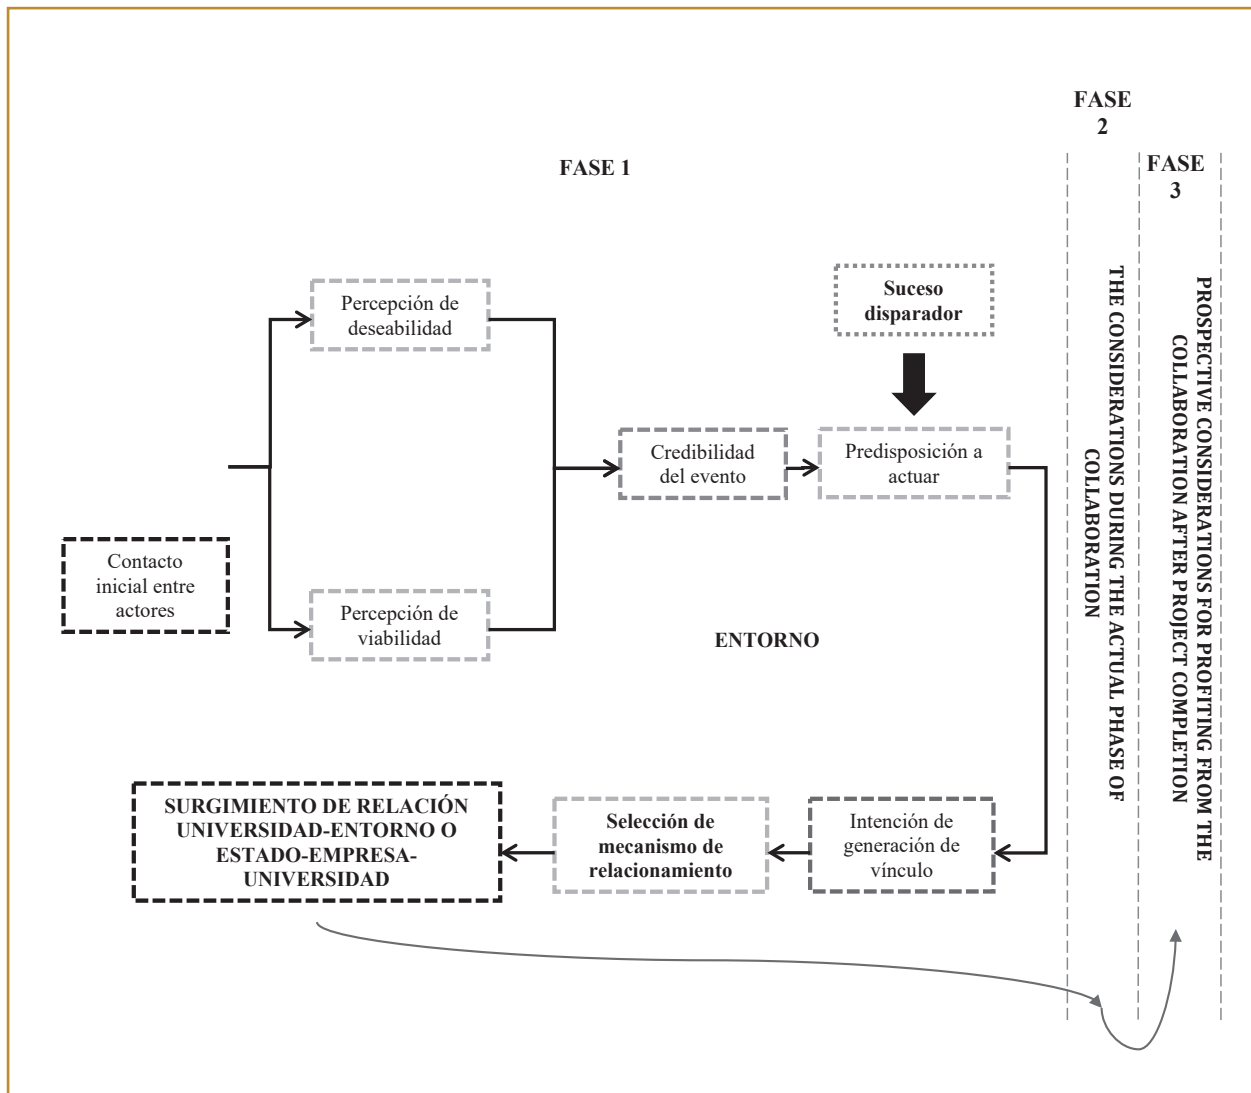 FASE
2
FASE 1
FASE
3
Percepción de
deseabilidad
Suceso
disparador
Credibilidad
del evento
Predisposición a
actuar
Contacto
inicial entre
actores
Percepción de
viabilidad
ENTORNO
SURGIMIENTO DE RELACIÓN
UNIVERSIDAD-ENTORNO O
ESTADO-EMPRESA-
UNIVERSIDAD
Selección de
mecanismo de
relacionamiento
Intención de
generación de
vínculo
THE CONSIDERATIONS DURING THE ACTUAL PHASE OF
COLLABORATION
PROSPECTIVE CONSIDERATIONS FOR PROFITING FROM THE
COLLABORATION AFTER PROJECT COMPLETION